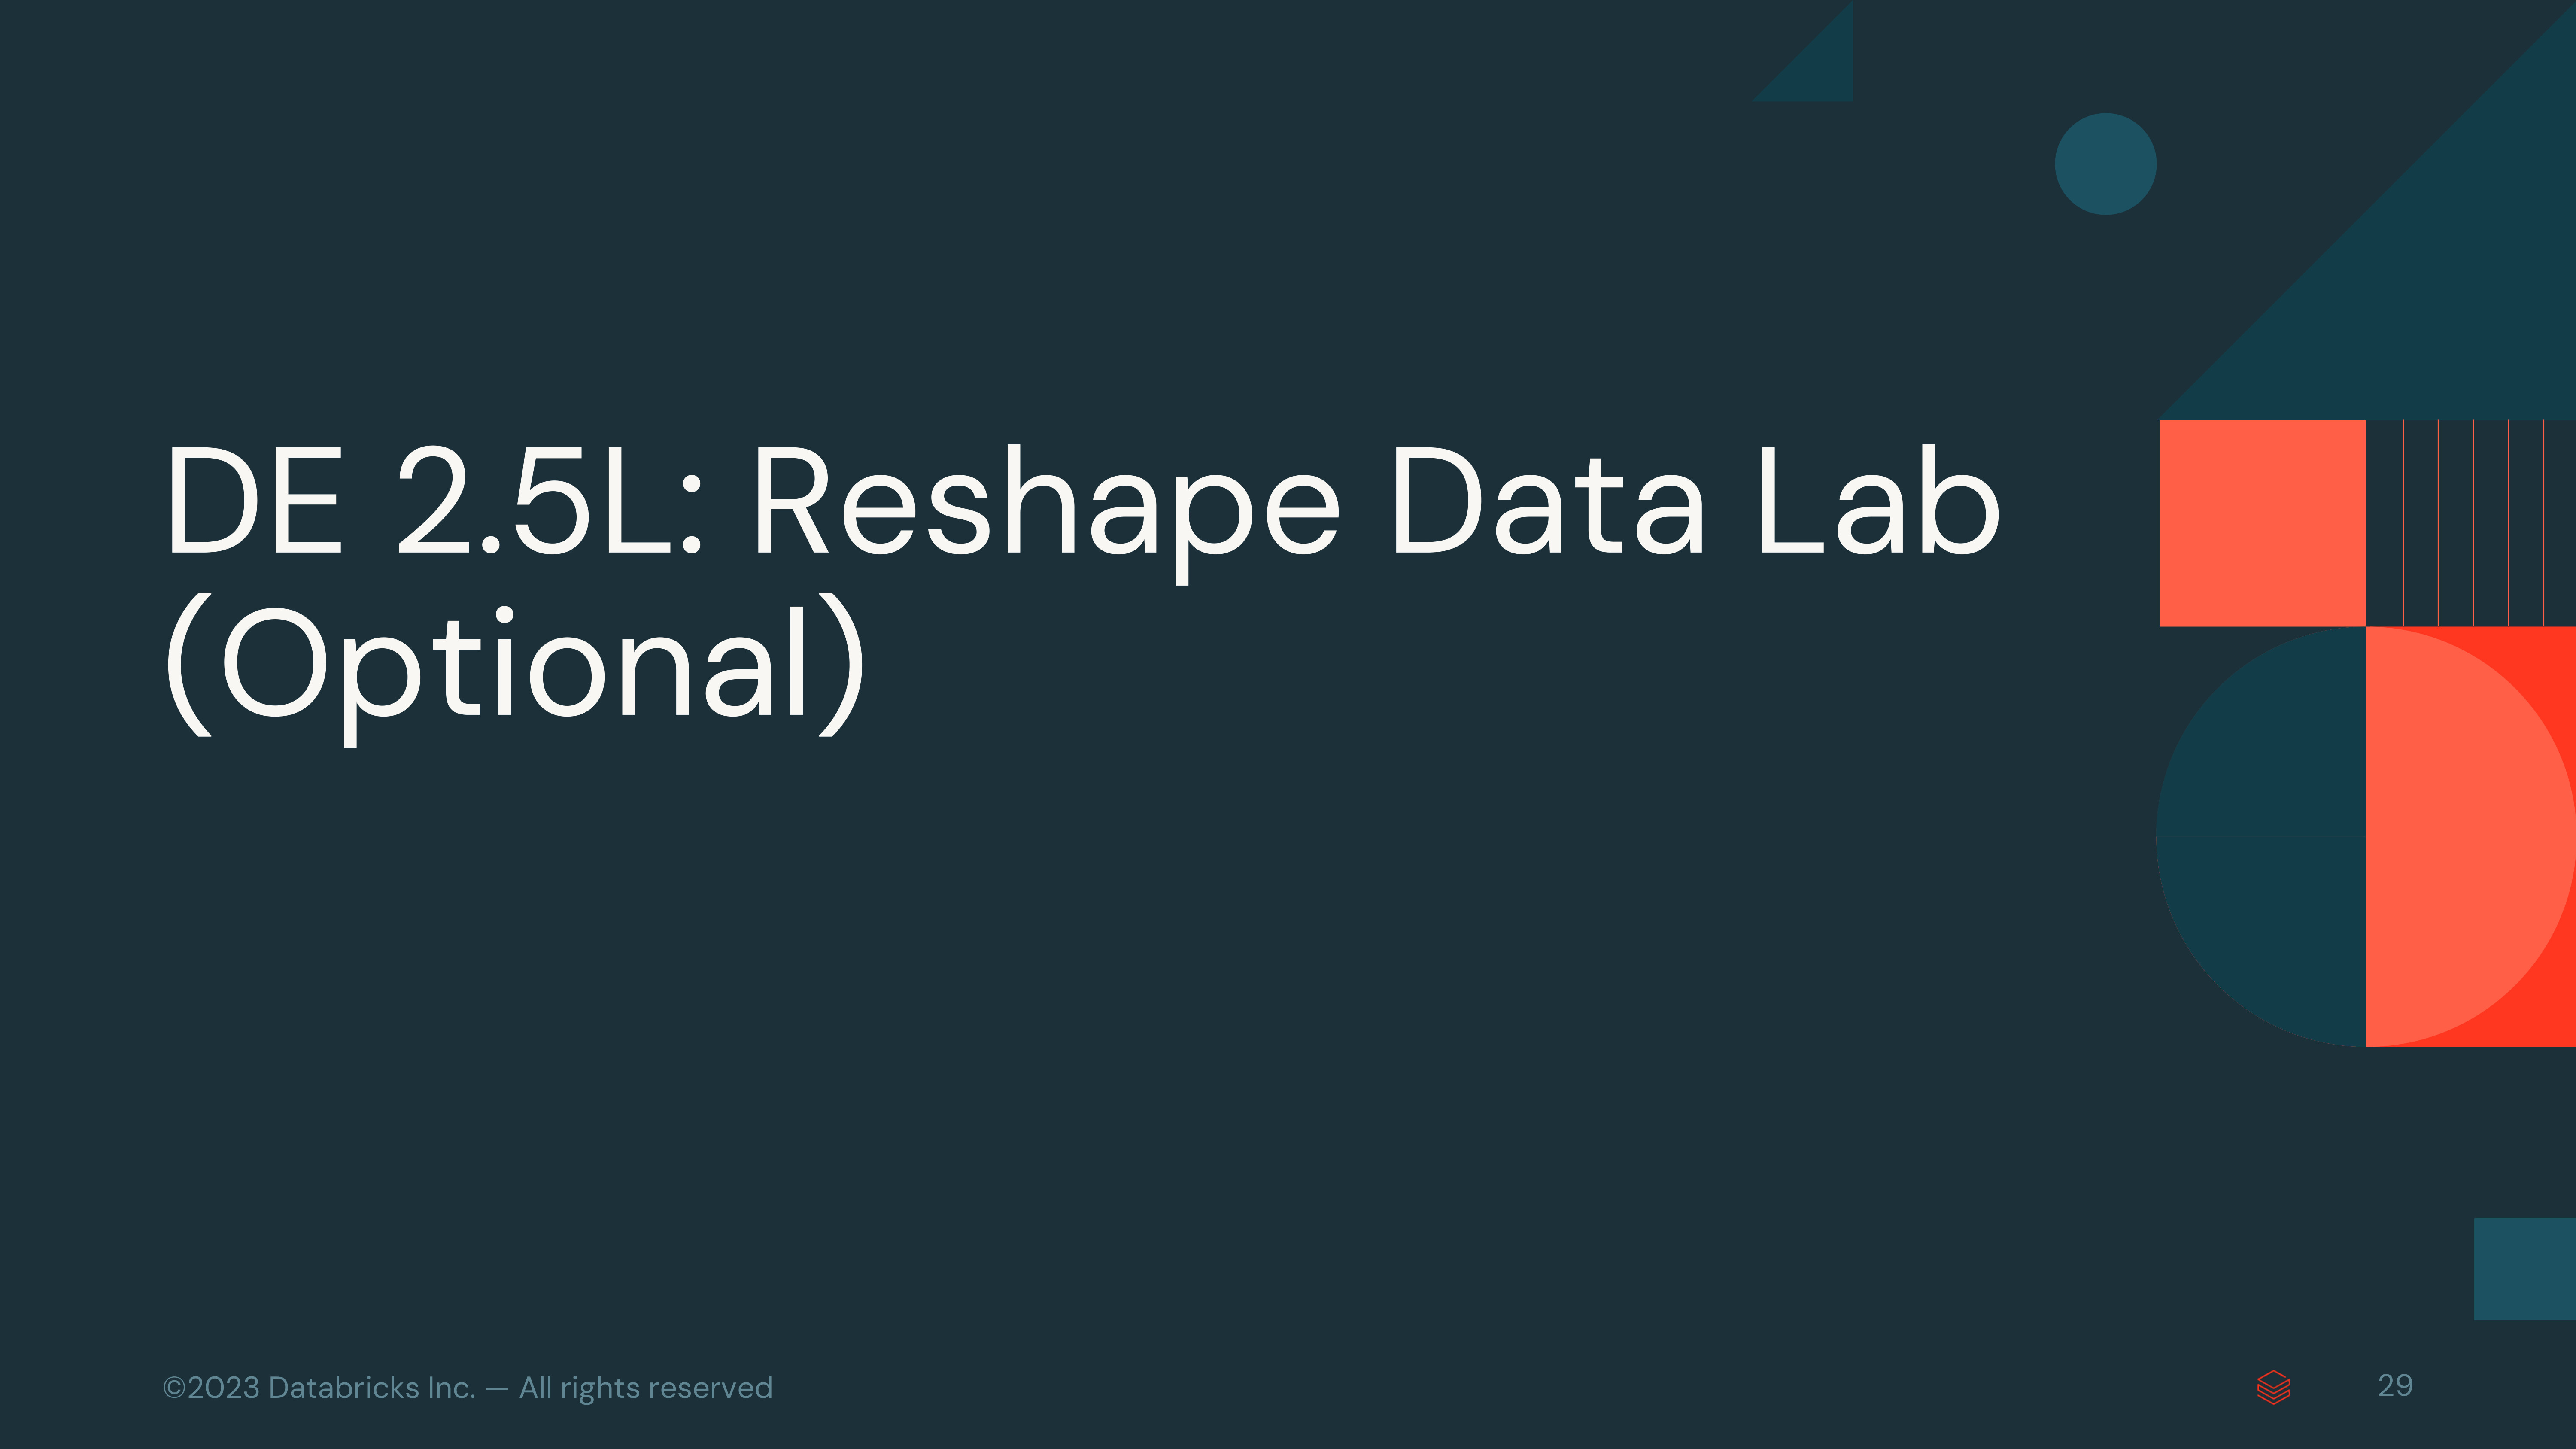 DE 2.5L: Reshape Data Lab
(Optional)
©2023 Databricks Inc. — All rights reserved
29